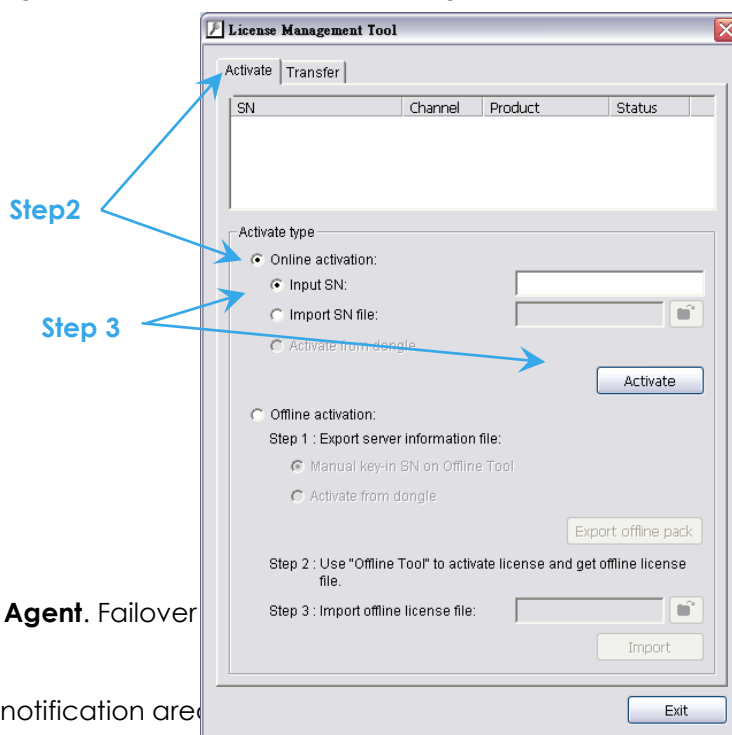 License Management Tool
Activate Transfer
SN Channel Product Status
Step2
Activate type
Online activation:
Input SN:
Import SN file:
Step 3
Activate from dongle
Activate
Offline activation:
Step 1 : Export server information file:
Manual key-in SN on Offline Tool
Activate from dongle
Export offline pack
Step 2 : Use "Offline Tool" to activate license and get offline license
file.
Agent. Failover
Step 3 : Import offline license file:
Import
notification area
Exit